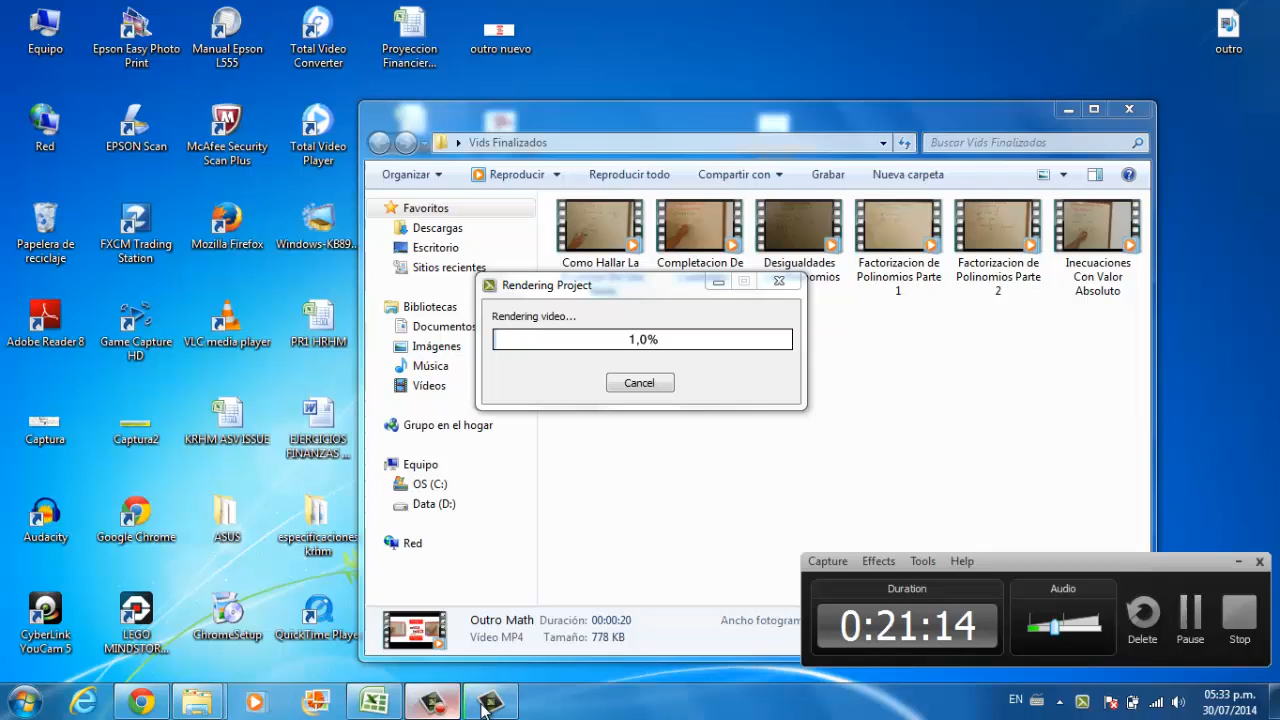 Equipo
Epson Easy Photo
Print
Manual Epson
L555
Total Video
Converter
Proyeccion
Financier...
outro nuevo
outro
Red
EPSON Scan
McAfee Security
Scan Plus
Total Video
Player
Papelera de
reciclaje
FXCM Trading
Station
Mozilla Firefox
Windows-KB89...
Adobe Reader 8
Game Capture
HD
VLC media player
PR1 HRHM
Captura
Captura2
KRHM ASV ISSUE
EJERCICIOS
FINANZAS ...
Audacity
Google Chrome
ASUS
especificaciones
krhm
CyberLink
YouCam 5
LEGO
MINDSTOR...
ChromeSetup
QuickTime Player
Vids Finalizados
Buscar Vids Finalizados
Organizar
Reproducir
Reproducir todo
Compartir con
Grabar
Nueva carpeta
Favoritos
Descargas
Escritorio
Sitios recientes
Bibliotecas
Documentos
Imágenes
Música
Vídeos
Grupo en el hogar
Equipo
OS (C:)
Data (D:)
Red
Como Hallar La
Completacion De
Desigualdades
Factorizacion de
Polinomios Parte
1
Factorizacion de
Polinomios Parte
2
Inecuaciones
Con Valor
Absoluto
Rendering Project
Rendering video...
1,0%
Cancel
Outro Math
Duración: 00:00:20
Ancho fotogram
Video MP4
Tamaño: 778 KB
Capture
Effects
Tools
Help
Duration
0:21:14
Audio
Delete
Pause
Stop
EN
05:33 p.m.
30/07/2014